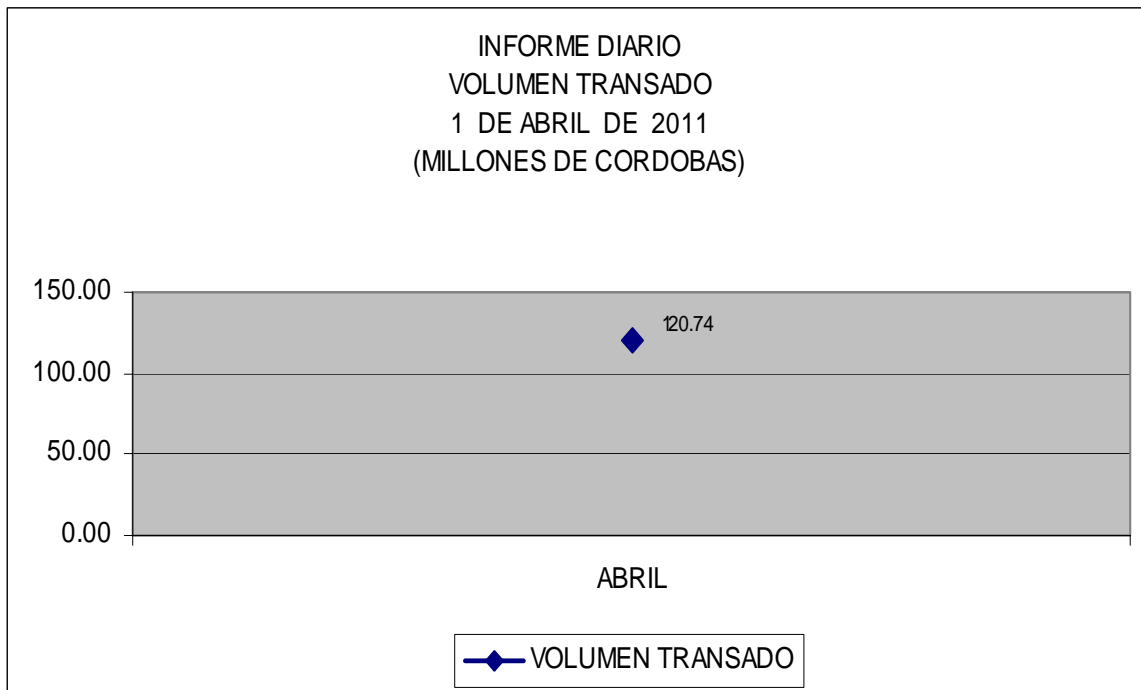 INFORME DIARIO
VOLUMEN TRANSADO
1 DE ABRIL DE 2011
(MILLONES DE CORDOBAS)
150.00
120.74
100.00
50.00
0.00
ABRIL
VOLUMEN TRANSADO